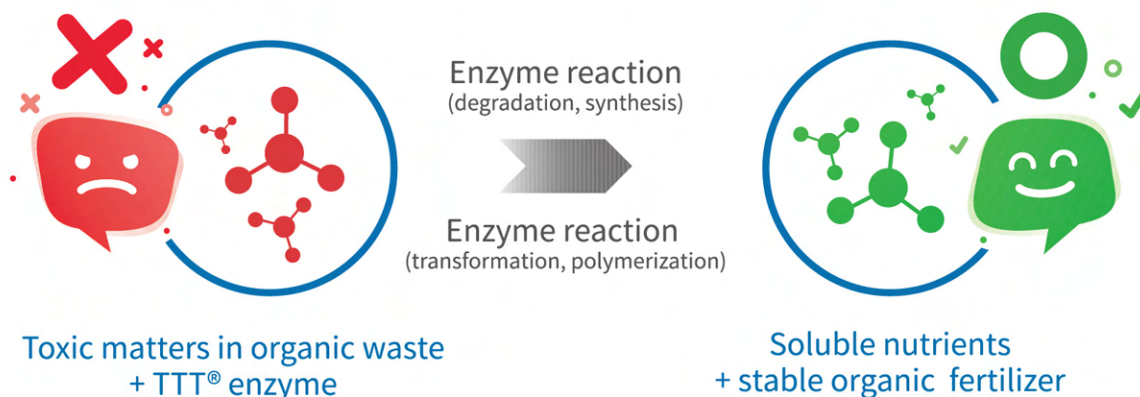 Enzyme reaction
(degradation, synthesis)
Enzyme reaction
(transformation, polymerization)
Toxic matters in organic waste
+ TTT® enzyme
Soluble nutrients
+ stable organic fertilizer